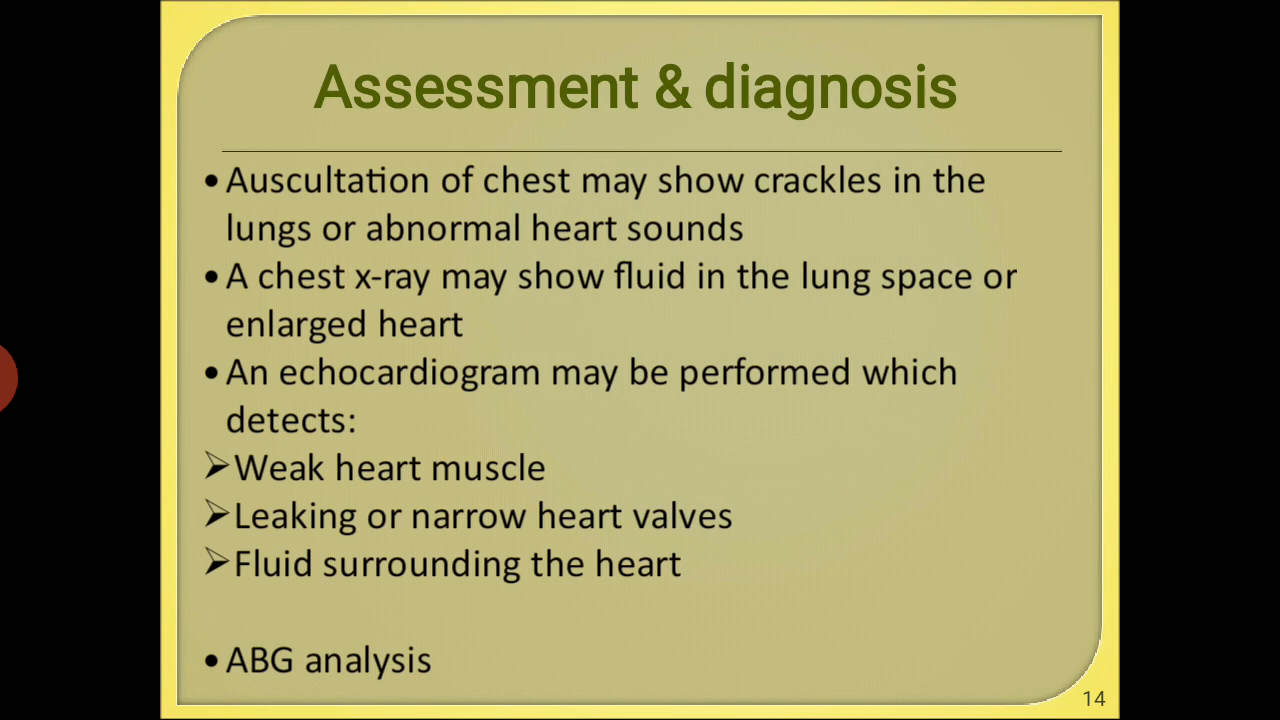 Assessment & diagnosis
• Auscultation of chest may show crackles in the
lungs or abnormal heart sounds
• A chest x-ray may show fluid in the lung space or
enlarged heart
• An echocardiogram may be performed which
detects:
➢Weak heart muscle
➢Leaking or narrow heart valves
➢Fluid surrounding the heart
• ABG analysis
14